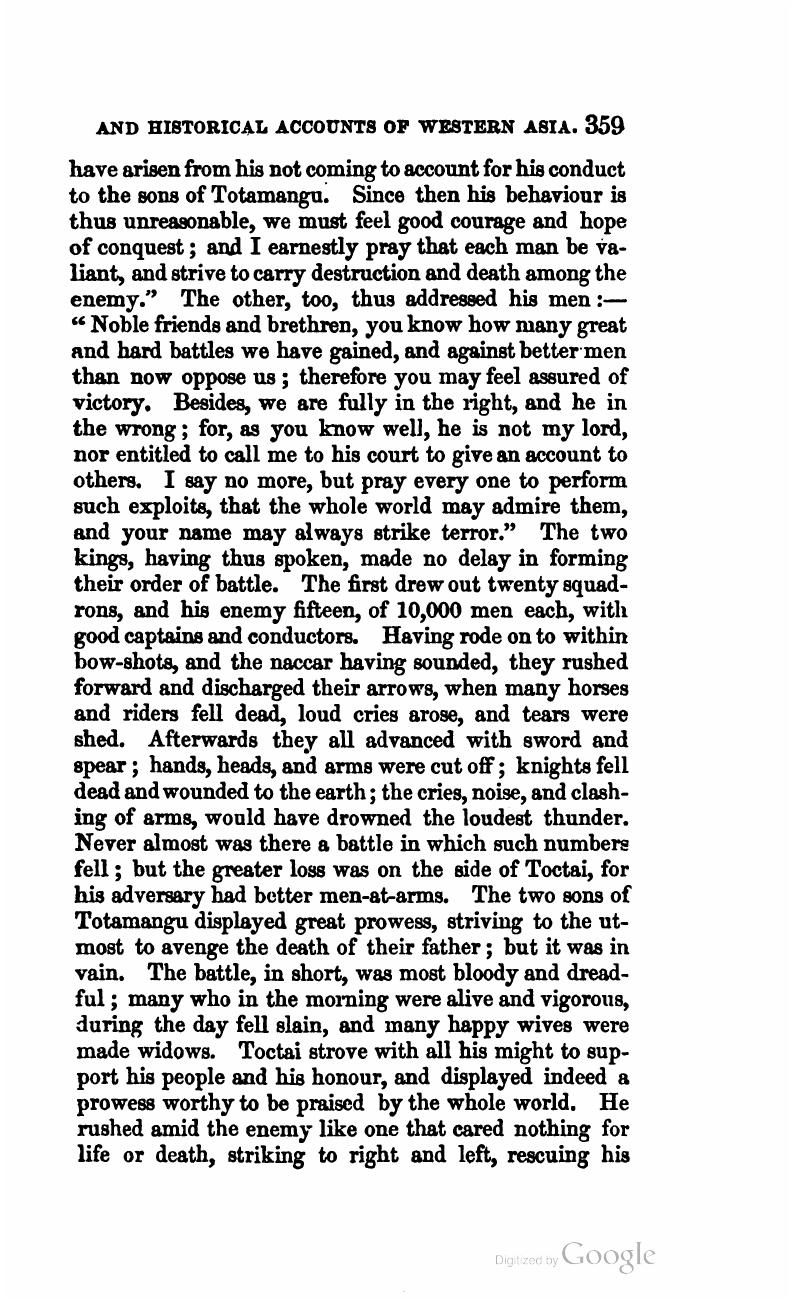 AND HISTORICAL ACCOUNTS OF WESTERN ASIA. 359
have arisen from his not coming to account for his conduct
to the sons of Totamangu. Since then his behaviour is
thus unreasonable, we must feel good courage and hope
of conquest; and I earnestly pray that each man be va-
liant, and strive to carry destruction and death among the
enemy.” The other, too, thus addressed his men:—
“Noble friends and brethren, you know how many great
and hard battles we have gained, and against better men
than now oppose us; therefore you may feel assured of
victory. Besides, we are fully in the right, and he in
the wrong; for, as you know well, he is not my lord,
nor entitled to call me to his court to give an account to
others. I say no more, but pray every one to perform
such exploits, that the whole world may admire them,
and your name may always strike terror.” The two
kings, having thus spoken, made no delay in forming
their order of battle. The first drew out twenty squad-
rons, and his enemy fifteen, of 10,000 men each, with
good captains and conductors. Having rode on to within
bow-shots, and the naccar having sounded, they rushed
forward and discharged their arrows, when many horses
and riders fell dead, loud cries arose, and tears were
shed. Afterwards they all advanced with sword and
spear; hands, heads, and arms were cut off; knights fell
dead and wounded to the earth; the cries, noise, and clash-
ing of arms, would have drowned the loudest thunder.
Never almost was there a battle in which such numbers
fell; but the greater loss was on the side of Toctai, for
his adversary had better men-at-arms. The two sons of
Totamangu displayed great prowess, striving to the ut-
most to avenge the death of their father; but it was in
vain. The battle, in short, was most bloody and dread-
ful; many who in the morning were alive and vigorous,
during the day fell slain, and many happy wives were
made widows. Toctai strove with all his might to sup-
port his people and his honour, and displayed indeed a
prowess worthy to be praised by the whole world. He
rushed amid the enemy like one that cared nothing for
life or death, striking to right and left, rescuing his
Digitized by Google